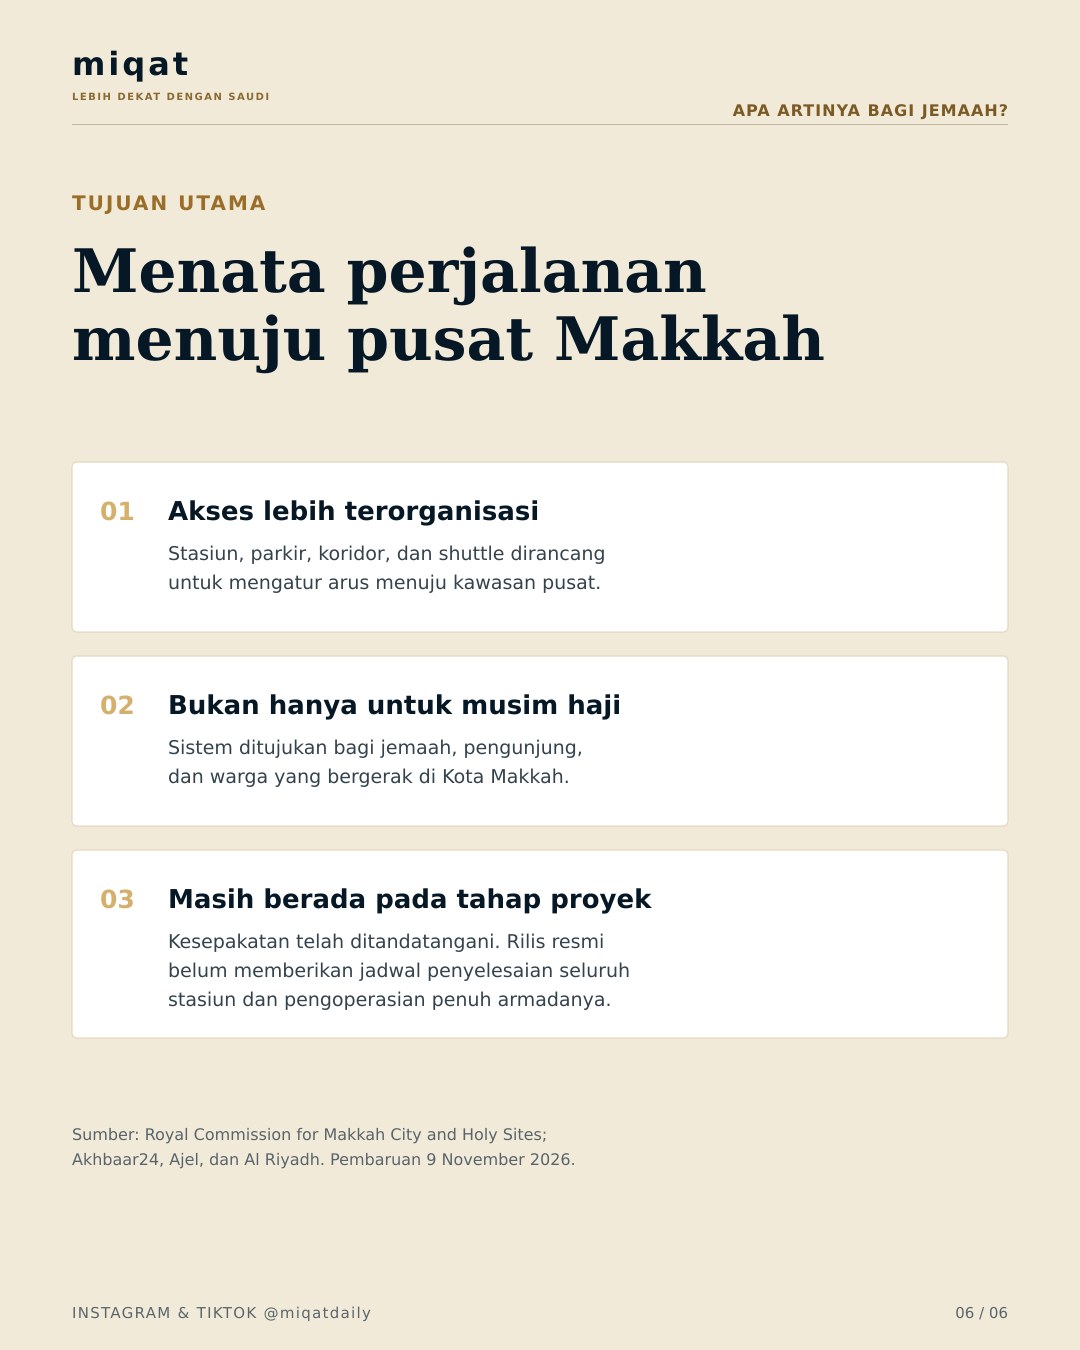 miqat
LEBIH DEKAT DENGAN SAUDI
APA ARTINYA BAGI JEMAAH?
TUJUAN UTAMA
Menata perjalanan
menuju pusat Makkah
01 Akses lebih terorganisasi
Stasiun, parkir, koridor, dan shuttle dirancang
untuk mengatur arus menuju kawasan pusat.
02 Bukan hanya untuk musim haji
Sistem ditujukan bagi jemaah, pengunjung,
dan warga yang bergerak di Kota Makkah.
03 Masih berada pada tahap proyek
Kesepakatan telah ditandatangani. Rilis resmi
belum memberikan jadwal penyelesaian seluruh
stasiun dan pengoperasian penuh armadanya.
Sumber: Royal Commission for Makkah City and Holy Sites;
Akhbaar24, Ajel, dan Al Riyadh. Pembaruan 9 November 2026.
INSTAGRAM & TIKTOK @miqatdaily
06 / 06